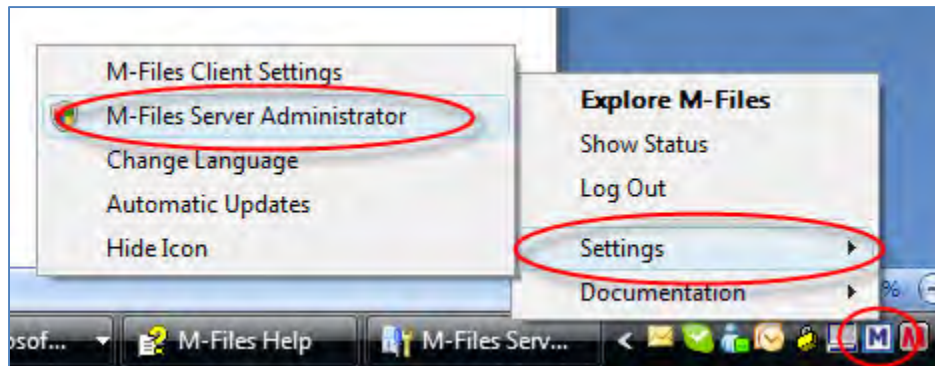 M-Files Client Settings
M-Files Server Administrator
Change Language
Automatic Updates
Hide Icon
Explore M-Files
Show Status
Log Out
Settings
Documentation
%
osof...
M-Files Help
M-Files Serv...
<
M